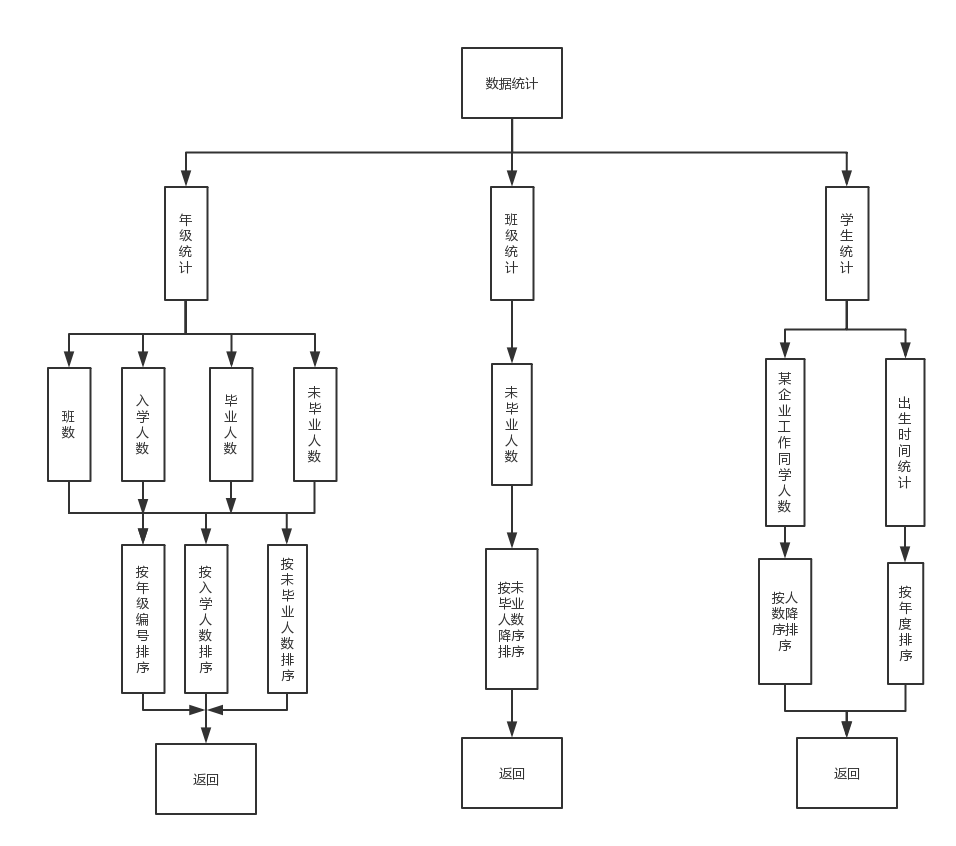 数据统计
年级统计
班级统计
学生统计
班数
入学人数
毕业人数
未毕业人数
未毕业人数
某企业工作同学人数
出生时间统计
按年级编号排序
按入学人数排序
按未毕业人数排序
按未
毕业
人数
降序
排序
按人
数降
序排
序
按年度排序
返回
返回
返回